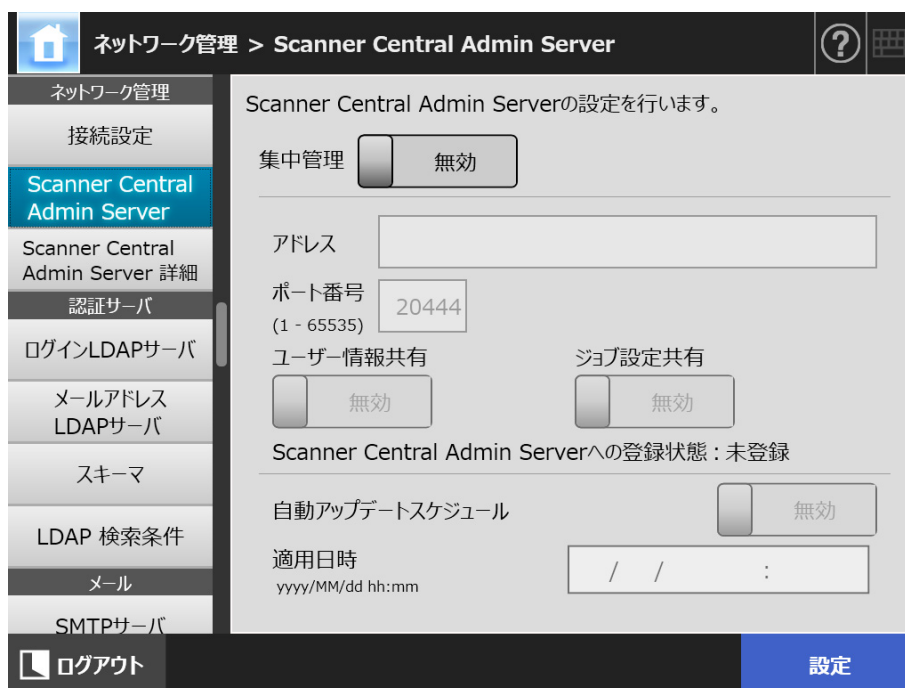 ネットワーク管理 > Scanner Central Admin Server
?
ネットワーク管理
接続設定
Scanner Central
Admin Server
Scanner Central
Admin Server 詳細
認証サーバ
ログインLDAPサーバ
メールアドレス
LDAPサーバ
スキーマ
LDAP 検索条件
メール
SMTPサーバ
Scanner Central Admin Serverの設定を行います。
集中管理 無効
アドレス
ポート番号
(1 - 65535) 20444
ユーザー情報共有 ジョブ設定共有
無効 無効
Scanner Central Admin Serverへの登録状態 : 未登録
自動アップデートスケジュール 無効
適用日時
yyyy/MM/dd hh:mm / / :
ログアウト 設定